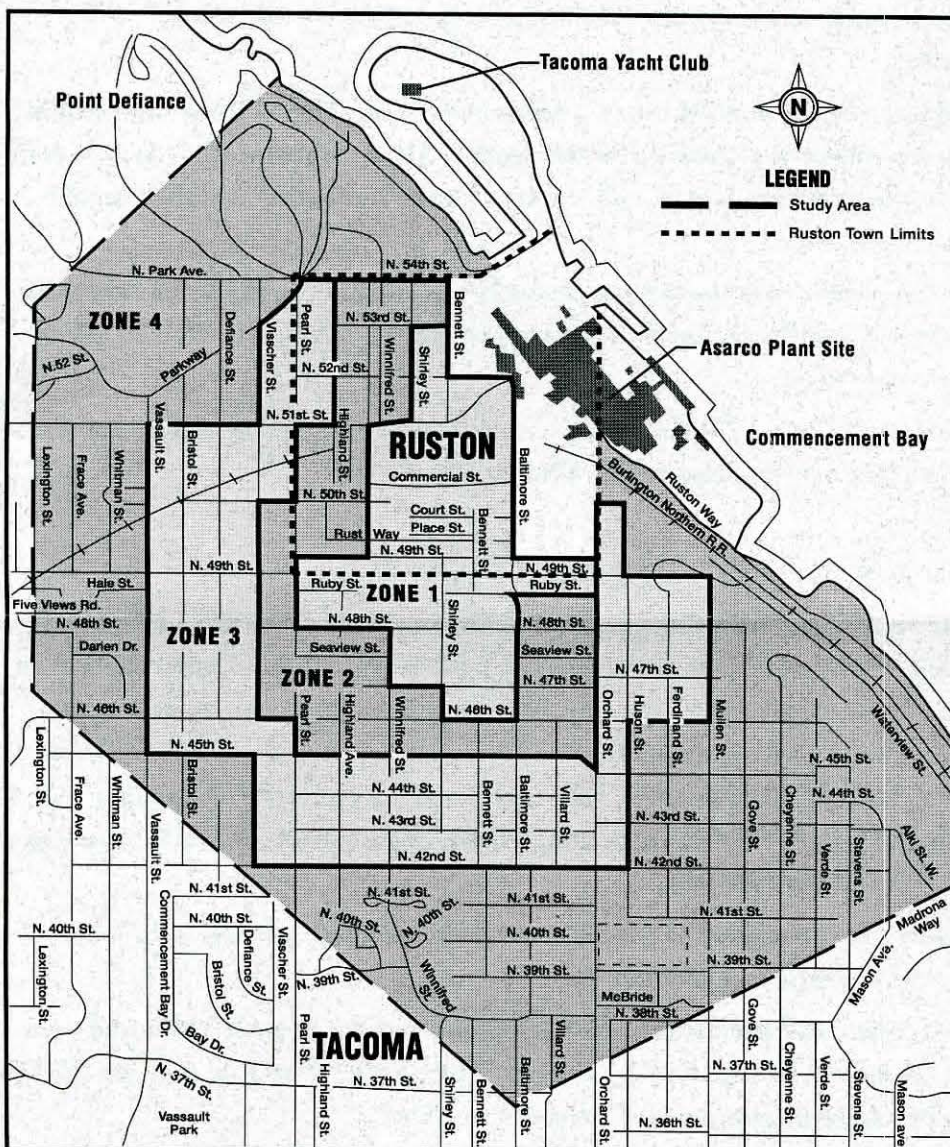 Tacoma Yacht Club
Point Defiance
N
LEGEND
Study Area
Ruston Town Limits
N. 54th St.
N. Park Ave.
Bennett St.
ZONE 4
Defiance St.
Visscher St.
Pearl St.
N. 53rd St.
Winnifred St.
Shirley St.
Asarco Plant Site
N. 52 St.
Parkway
N. 52nd St.
N. 51st. St.
Vassault St.
Bristol St.
Highland St.
RUSTON
Baltimore St.
Commencement Bay
Lexington St.
Frace Ave.
Whitman St.
Commercial St.
Burlington Northern R.R.
Ruston Way
N. 50th St.
Court St.
Place St.
Bennett St.
Rust Way
N. 49th St.
N. 49th St.
N. 49th St.
Hale St.
Ruby St.
Ruby St.
ZONE 1
Five Views Rd.
N. 48th St.
N. 48th St.
Shirley St.
N. 48th St.
Darien Dr.
ZONE 3
Seaview St.
Seaview St.
ZONE 2
N. 47th St.
N. 47th St.
N. 46th St.
Pearl St.
Highland Ave.
Winnifred St.
N. 46th St.
Orchard St.
Huson St.
Ferdinand St.
Mullen St.
Waterview St.
Lexington St.
N. 45th St.
N. 45th St.
Frace Ave.
Whitman St.
Vassault St.
Bristol St.
N. 44th St.
Bennett St.
Baltimore St.
Villard St.
N. 44th St.
N. 43rd St.
N. 43rd St.
Gove St.
Cheyenne St.
Verde St.
Stevens St.
Alki St. W.
N. 42nd St.
N. 42nd St.
N. 41st St.
N. 41st St.
N. 41st St.
N. 41st St.
N. 40th St.
N. 40th St.
N. 40th St.
N. 40th St.
N. 40th St.
Madrona
Way
Lexington St.
Commencement Bay Dr.
Bristol St.
Defiance St.
Visscher St.
N. 39th St.
N. 39th St.
N. 39th St.
Winnifred St.
Mason Ave.
McBride
N. 38th St.
Bay Dr.
Pearl St.
TACOMA
Villard St.
Gove St.
N. 37th St.
N. 37th St.
N. 37th St.
Vassault
Park
Highland St.
Shirley St.
Bennett St.
Baltimore St.
Orchard St.
N. 36th St.
Cheyenne St.
Verde St.
Stevens St.
Mason av